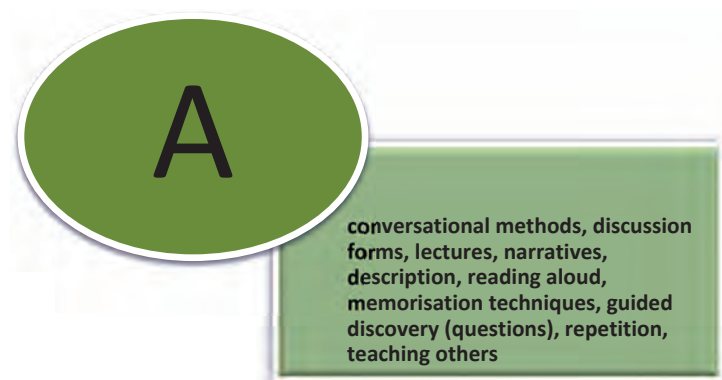 A
conversational methods, discussion
forms, lectures, narratives,
description, reading aloud,
memorisation techniques, guided
discovery (questions), repetition,
teaching others